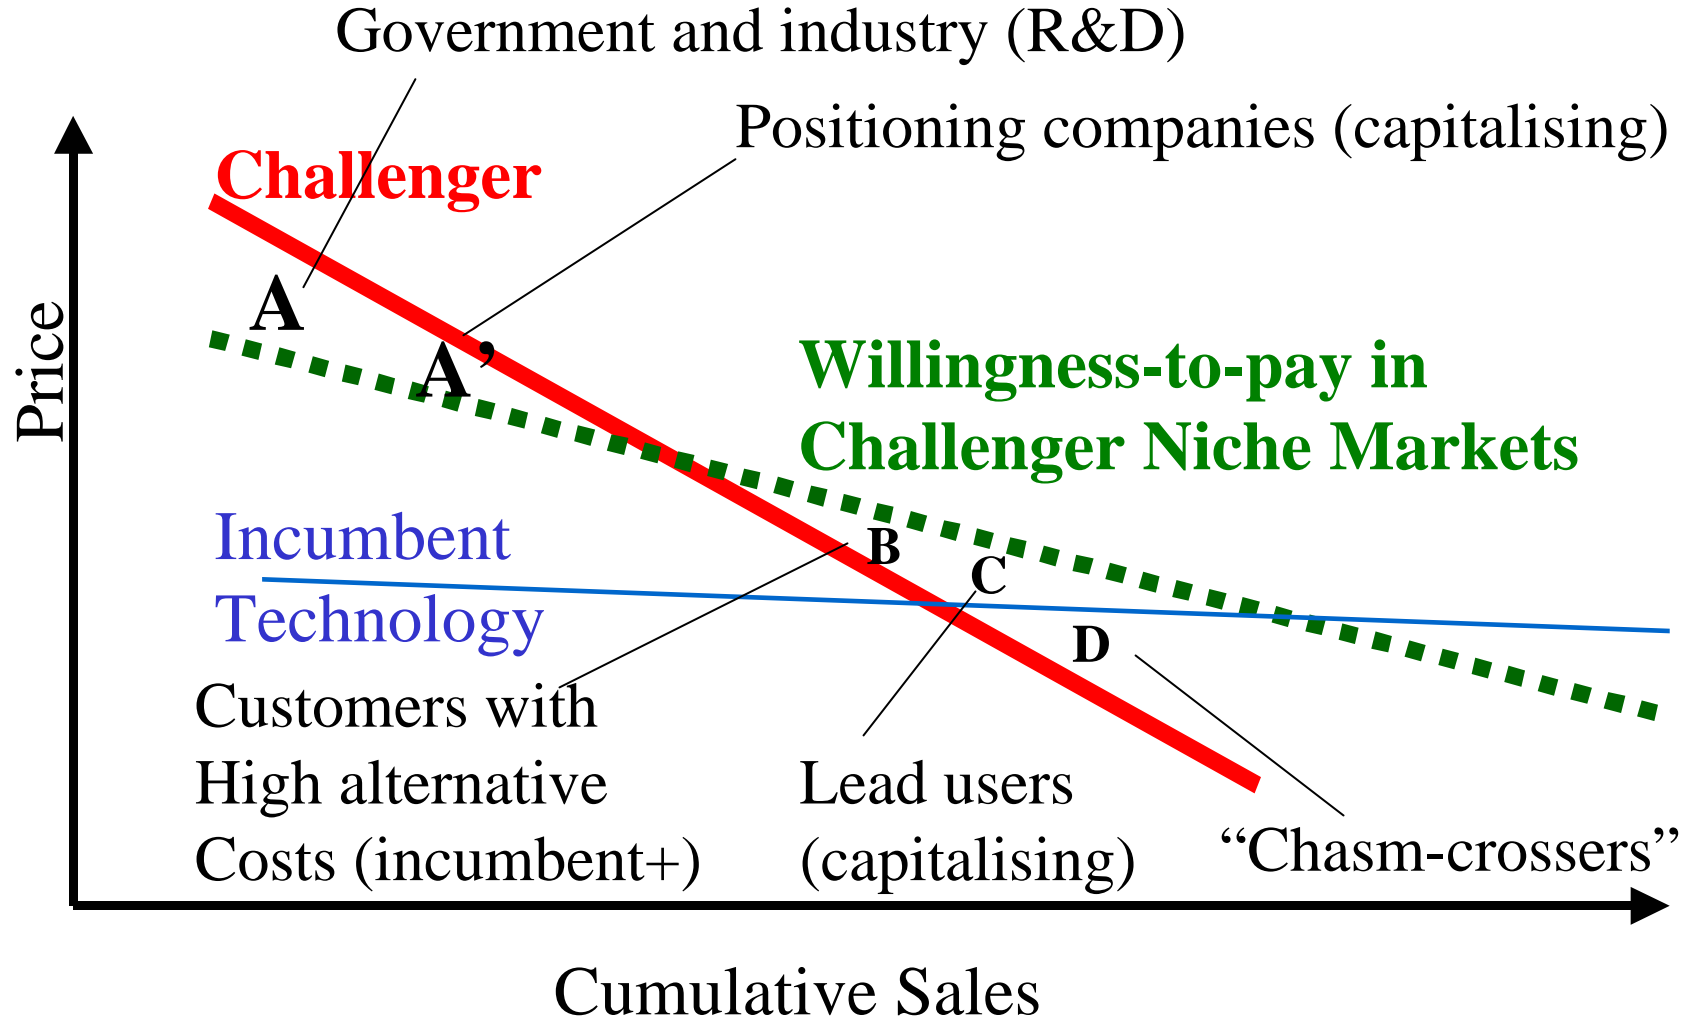 Government and industry (R&D)
Positioning companies (capitalising)
Challenger
A
A’
Price
Willingness-to-pay in
Challenger Niche Markets
Incumbent
Technology
B
C
D
Customers with
High alternative
Costs (incumbent+)
Lead users
(capitalising)
“Chasm-crossers”
Cumulative Sales